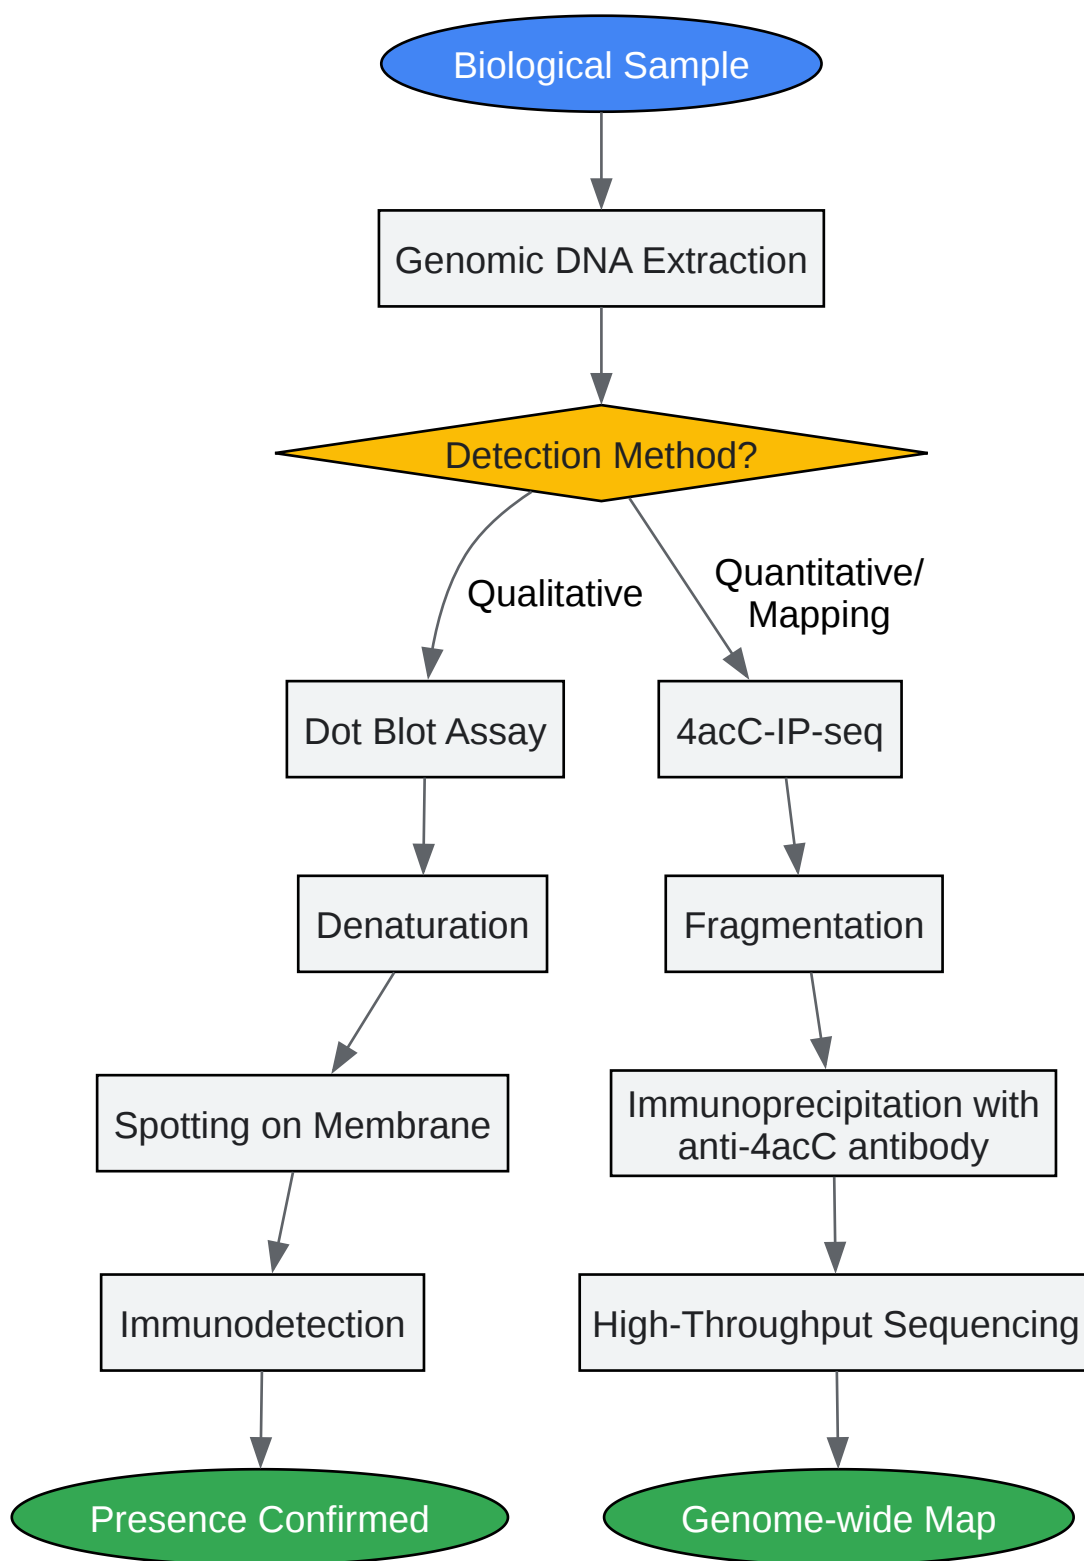 Biological Sample
Genomic DNA Extraction
Detection Method?
Qualitative
Quantitative/
Mapping
Dot Blot Assay
4acC-IP-seq
Denaturation
Fragmentation
Spotting on Membrane
Immunoprecipitation with
anti-4acC antibody
Immunodetection
High-Throughput Sequencing
Presence Confirmed
Genome-wide Map